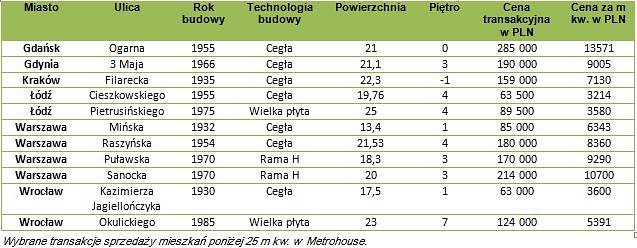 Miasto Ulica Rok budowy Technologia budowy Powierzchnia Piętro Cena transakcyjna w PLN Cena za m kw. w PLN
Gdańsk Ogarna 1955 Cegła 21 0 285 000 13571
Gdynia 3 Maja 1966 Cegła 21,1 3 190 000 9005
Kraków Filarecka 1935 Cegła 22,3 -1 159 000 7130
Łódź Cieszkowskiego 1955 Cegła 19,76 4 63 500 3214
Łódź Pietrusińskiego 1975 Wielka płyta 25 4 89 500 3580
Warszawa Mińska 1932 Cegła 13,4 1 85 000 6343
Warszawa Raszyńska 1954 Cegła 21,53 4 180 000 8360
Warszawa Puławska 1970 Rama H 18,3 3 170 000 9290
Warszawa Sanocka 1970 Rama H 20 3 214 000 10700
Wrocław Kazimierza Jagiellończyka 1930 Cegła 17,5 1 63 000 3600
Wrocław Okulickiego 1985 Wielka płyta 23 7 124 000 5391
Wybrane transakcje sprzedaży mieszkań poniżej 25 m kw. w Metrohouse.